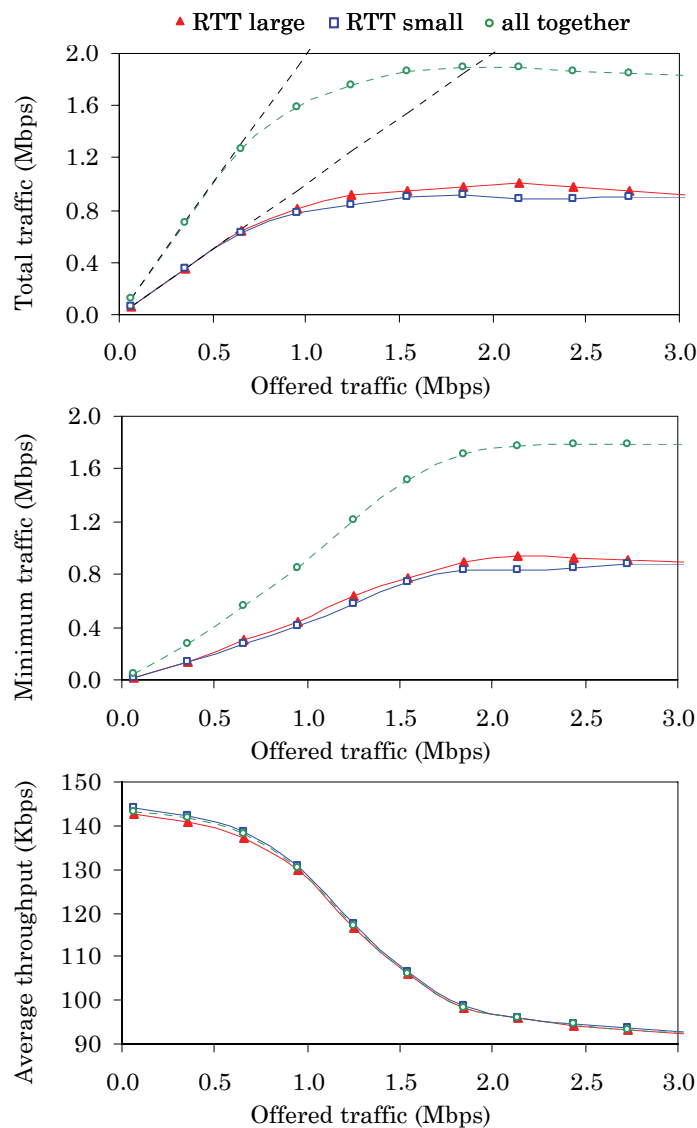 RTT large RTT small all together
Total traffic (Mbps)
2.0
1.6
1.2
0.8
0.4
0.0
0.0 0.5 1.0 1.5 2.0 2.5 3.0
Offered traffic (Mbps)
Minimum traffic (Mbps)
2.0
1.6
1.2
0.8
0.4
0.0
0.0 0.5 1.0 1.5 2.0 2.5 3.0
Offered traffic (Mbps)
Average throughput (Kbps)
150
140
130
120
110
100
90
0.0 0.5 1.0 1.5 2.0 2.5 3.0
Offered traffic (Mbps)